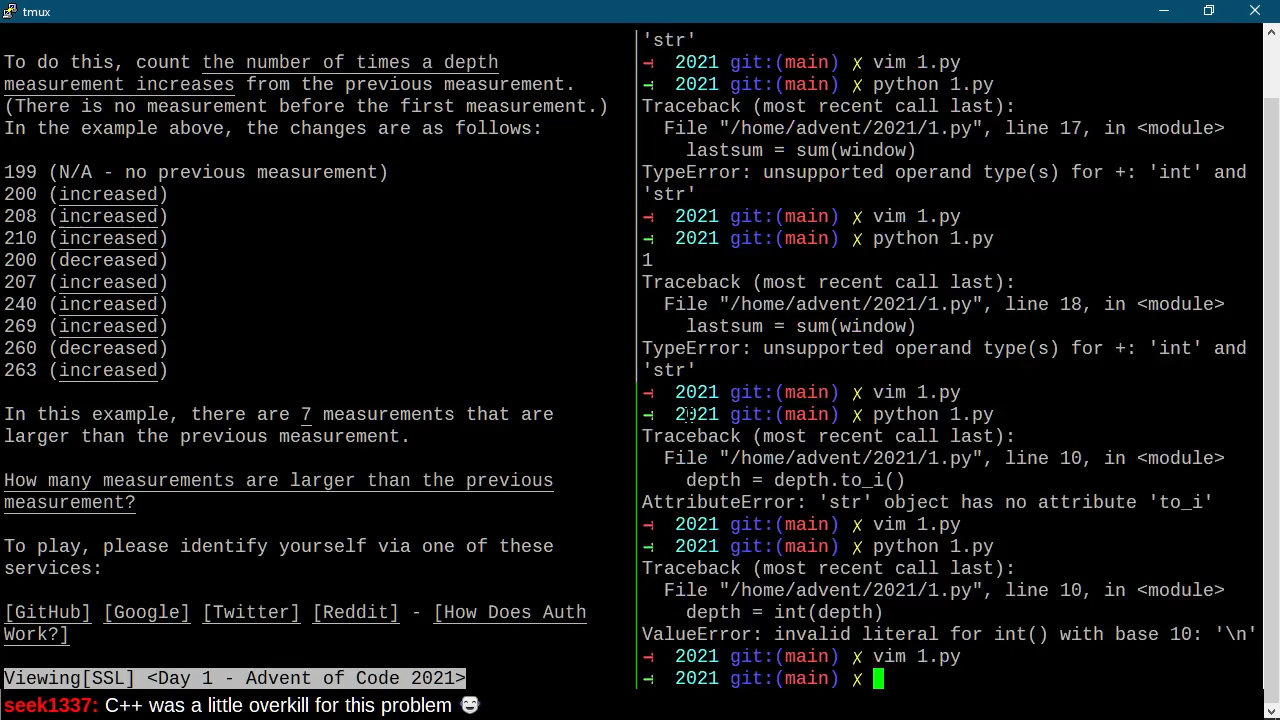 tmux
To do this, count the number of times a depth
measurement increases from the previous measurement.
(There is no measurement before the first measurement.)
In the example above, the changes are as follows:
199 (N/A - no previous measurement)
200 (increased)
208 (increased)
210 (increased)
200 (decreased)
207 (increased)
240 (increased)
269 (increased)
260 (decreased)
263 (increased)
In this example, there are 7 measurements that are
larger than the previous measurement.
How many measurements are larger than the previous
measurement?
To play, please identify yourself via one of these
services:
[GitHub] [Google] [Twitter] [Reddit] - [How Does Auth
Work?]
Viewing[SSL] <Day 1 - Advent of Code 2021>
'str'
→ 2021 git:(main) ✗ vim 1.py
→ 2021 git:(main) ✗ python 1.py
Traceback (most recent call last):
File "/home/advent/2021/1.py", line 17, in <module>
lastsum = sum(window)
TypeError: unsupported operand type(s) for +: 'int' and
'str'
→ 2021 git:(main) ✗ vim 1.py
→ 2021 git:(main) ✗ python 1.py
1
Traceback (most recent call last):
File "/home/advent/2021/1.py", line 18, in <module>
lastsum = sum(window)
TypeError: unsupported operand type(s) for +: 'int' and
'str'
→ 2021 git:(main) ✗ vim 1.py
→ 2021 git:(main) ✗ python 1.py
Traceback (most recent call last):
File "/home/advent/2021/1.py", line 10, in <module>
depth = depth.to_i()
AttributeError: 'str' object has no attribute 'to_i'
→ 2021 git:(main) ✗ vim 1.py
→ 2021 git:(main) ✗ python 1.py
Traceback (most recent call last):
File "/home/advent/2021/1.py", line 10, in <module>
depth = int(depth)
ValueError: invalid literal for int() with base 10: '\n'
→ 2021 git:(main) ✗ vim 1.py
→ 2021 git:(main) ✗
seek1337: C++ was a little overkill for this problem